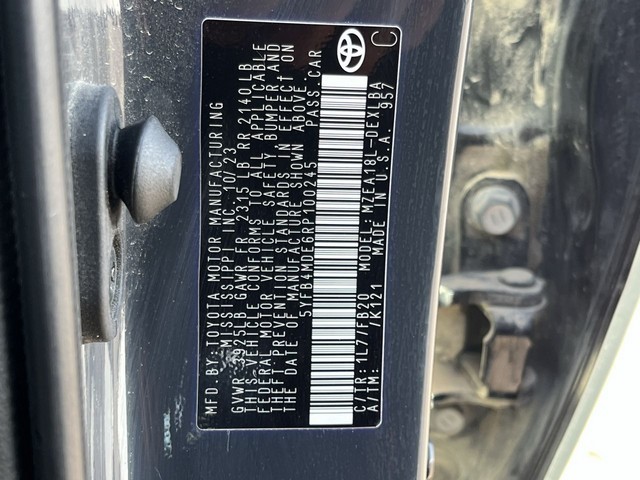 MFD. BY: TOYOTA MOTOR MANUFACTURING
MISSISSIPPI INC. 10/23
GVWR 3925LB GAWR FR 2315 LB RR 2140 LB
THIS VEHICLE CONFORMS TO ALL APPLICABLE
FEDERAL MOTOR VEHICLE SAFETY, BUMPER, AND
THEFT PREVENTION STANDARDS IN EFFECT ON
THE DATE OF MANUFACTURE SHOWN ABOVE.
5YFB4MDE6RP100245 PASS. CAR
C/TR: 1L7/FB20 MODEL: MZEA18L-DEXLBA
A/TM: /K121 MADE IN U.S.A. 957
C